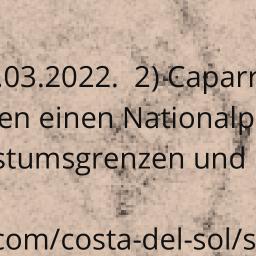 .03.2022. 2) Caparr
en einen Nationalp
stumsgrenzen und
com/costa-del-sol/s